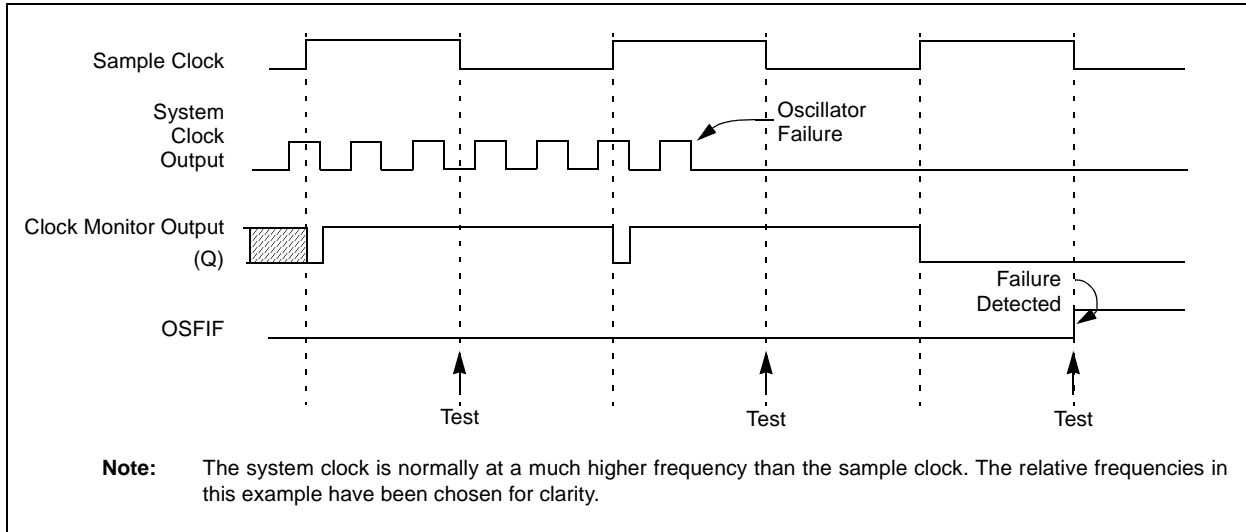 Sample Clock
System
Clock
Output
Oscillator
Failure
Clock Monitor Output
(Q)
Failure
Detected
OSFIF
Test
Test
Test
Note: The system clock is normally at a much higher frequency than the sample clock. The relative frequencies in
this example have been chosen for clarity.